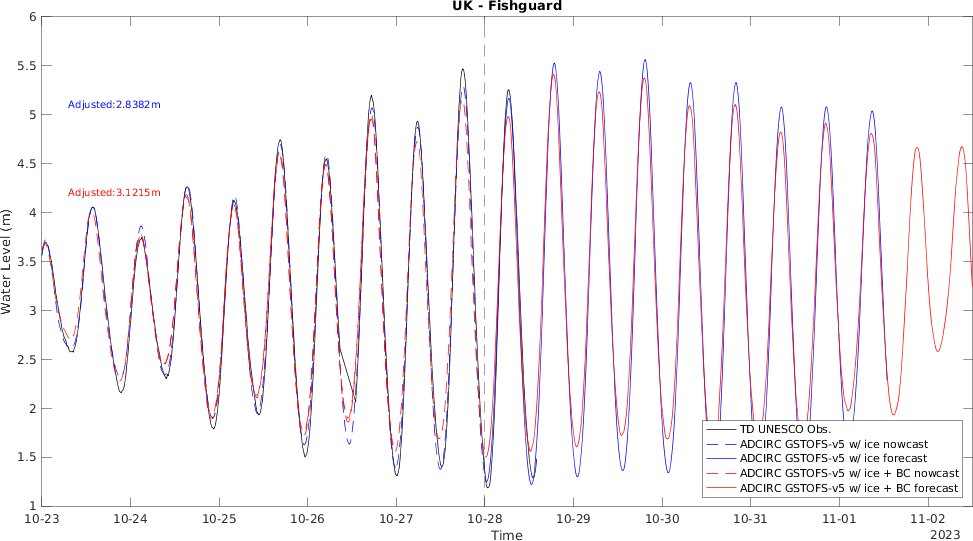 UK - Fishguard
6
5.5
5
4.5
4
3.5
3
2.5
2
1.5
1
Water Level (m)
Adjusted:2.8382m
Adjusted:3.1215m
TD UNESCO Obs.
ADCIRC GSTOFS-v5 w/ ice nowcast
ADCIRC GSTOFS-v5 w/ ice forecast
ADCIRC GSTOFS-v5 w/ ice + BC nowcast
ADCIRC GSTOFS-v5 w/ ice + BC forecast
10-23 10-24 10-25 10-26 10-27 10-28 10-29 10-30 10-31 11-01 11-02
Time
2023